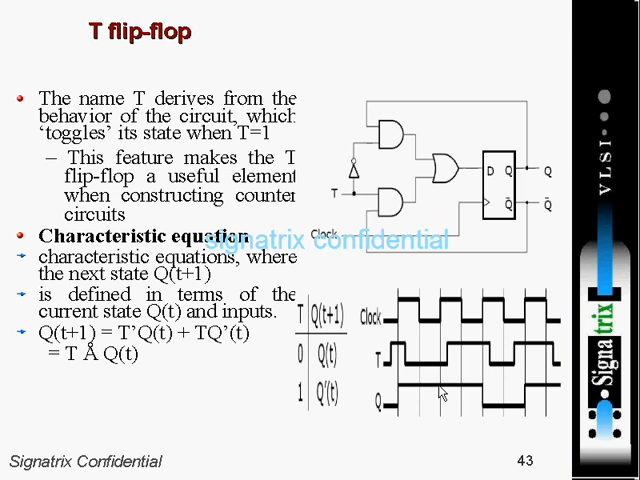 T flip-flop
The name T derives from the
behavior of the circuit, which
‘toggles’ its state when T=1
– This feature makes the T
flip-flop a useful element
when constructing counter
circuits
Characteristic equation
characteristic equations, where
the next state Q(t+1)
is defined in terms of the
current state Q(t) and inputs.
Q(t+1) = T’Q(t) + TQ’(t)
= T Å Q(t)
T
Clock
D Q
Q̅
Q
Q̅
signatrix confidential
T Q(t+1)
0 Q(t)
1 Q'(t)
Clock
T
Q
Signatrix Confidential
43
VLSI
Signatrix